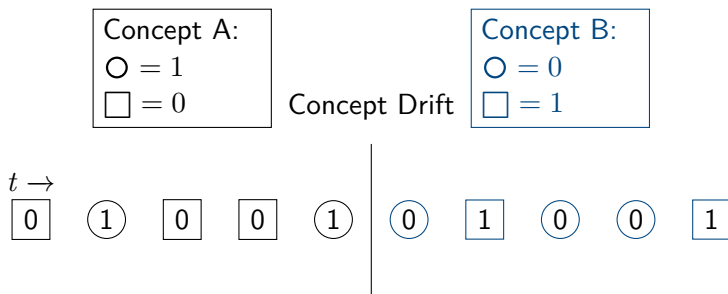 Concept A:
= 1
= 0
Concept Drift
Concept B:
= 0
= 1
t →
0 1 0 0 1 0 1 0 0 1